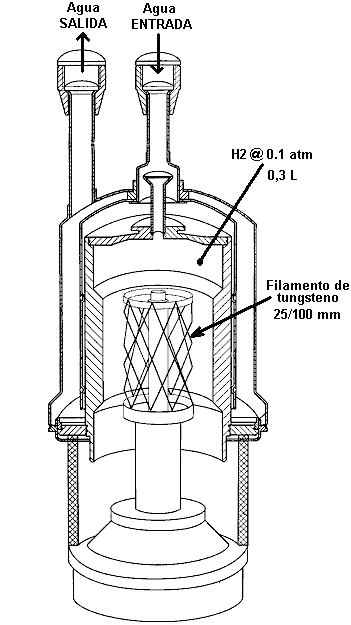 Agua
SALIDA
Agua
ENTRADA
H2 @ 0.1 atm
0,3 L
Filamento de
tungsteno
25/100 mm